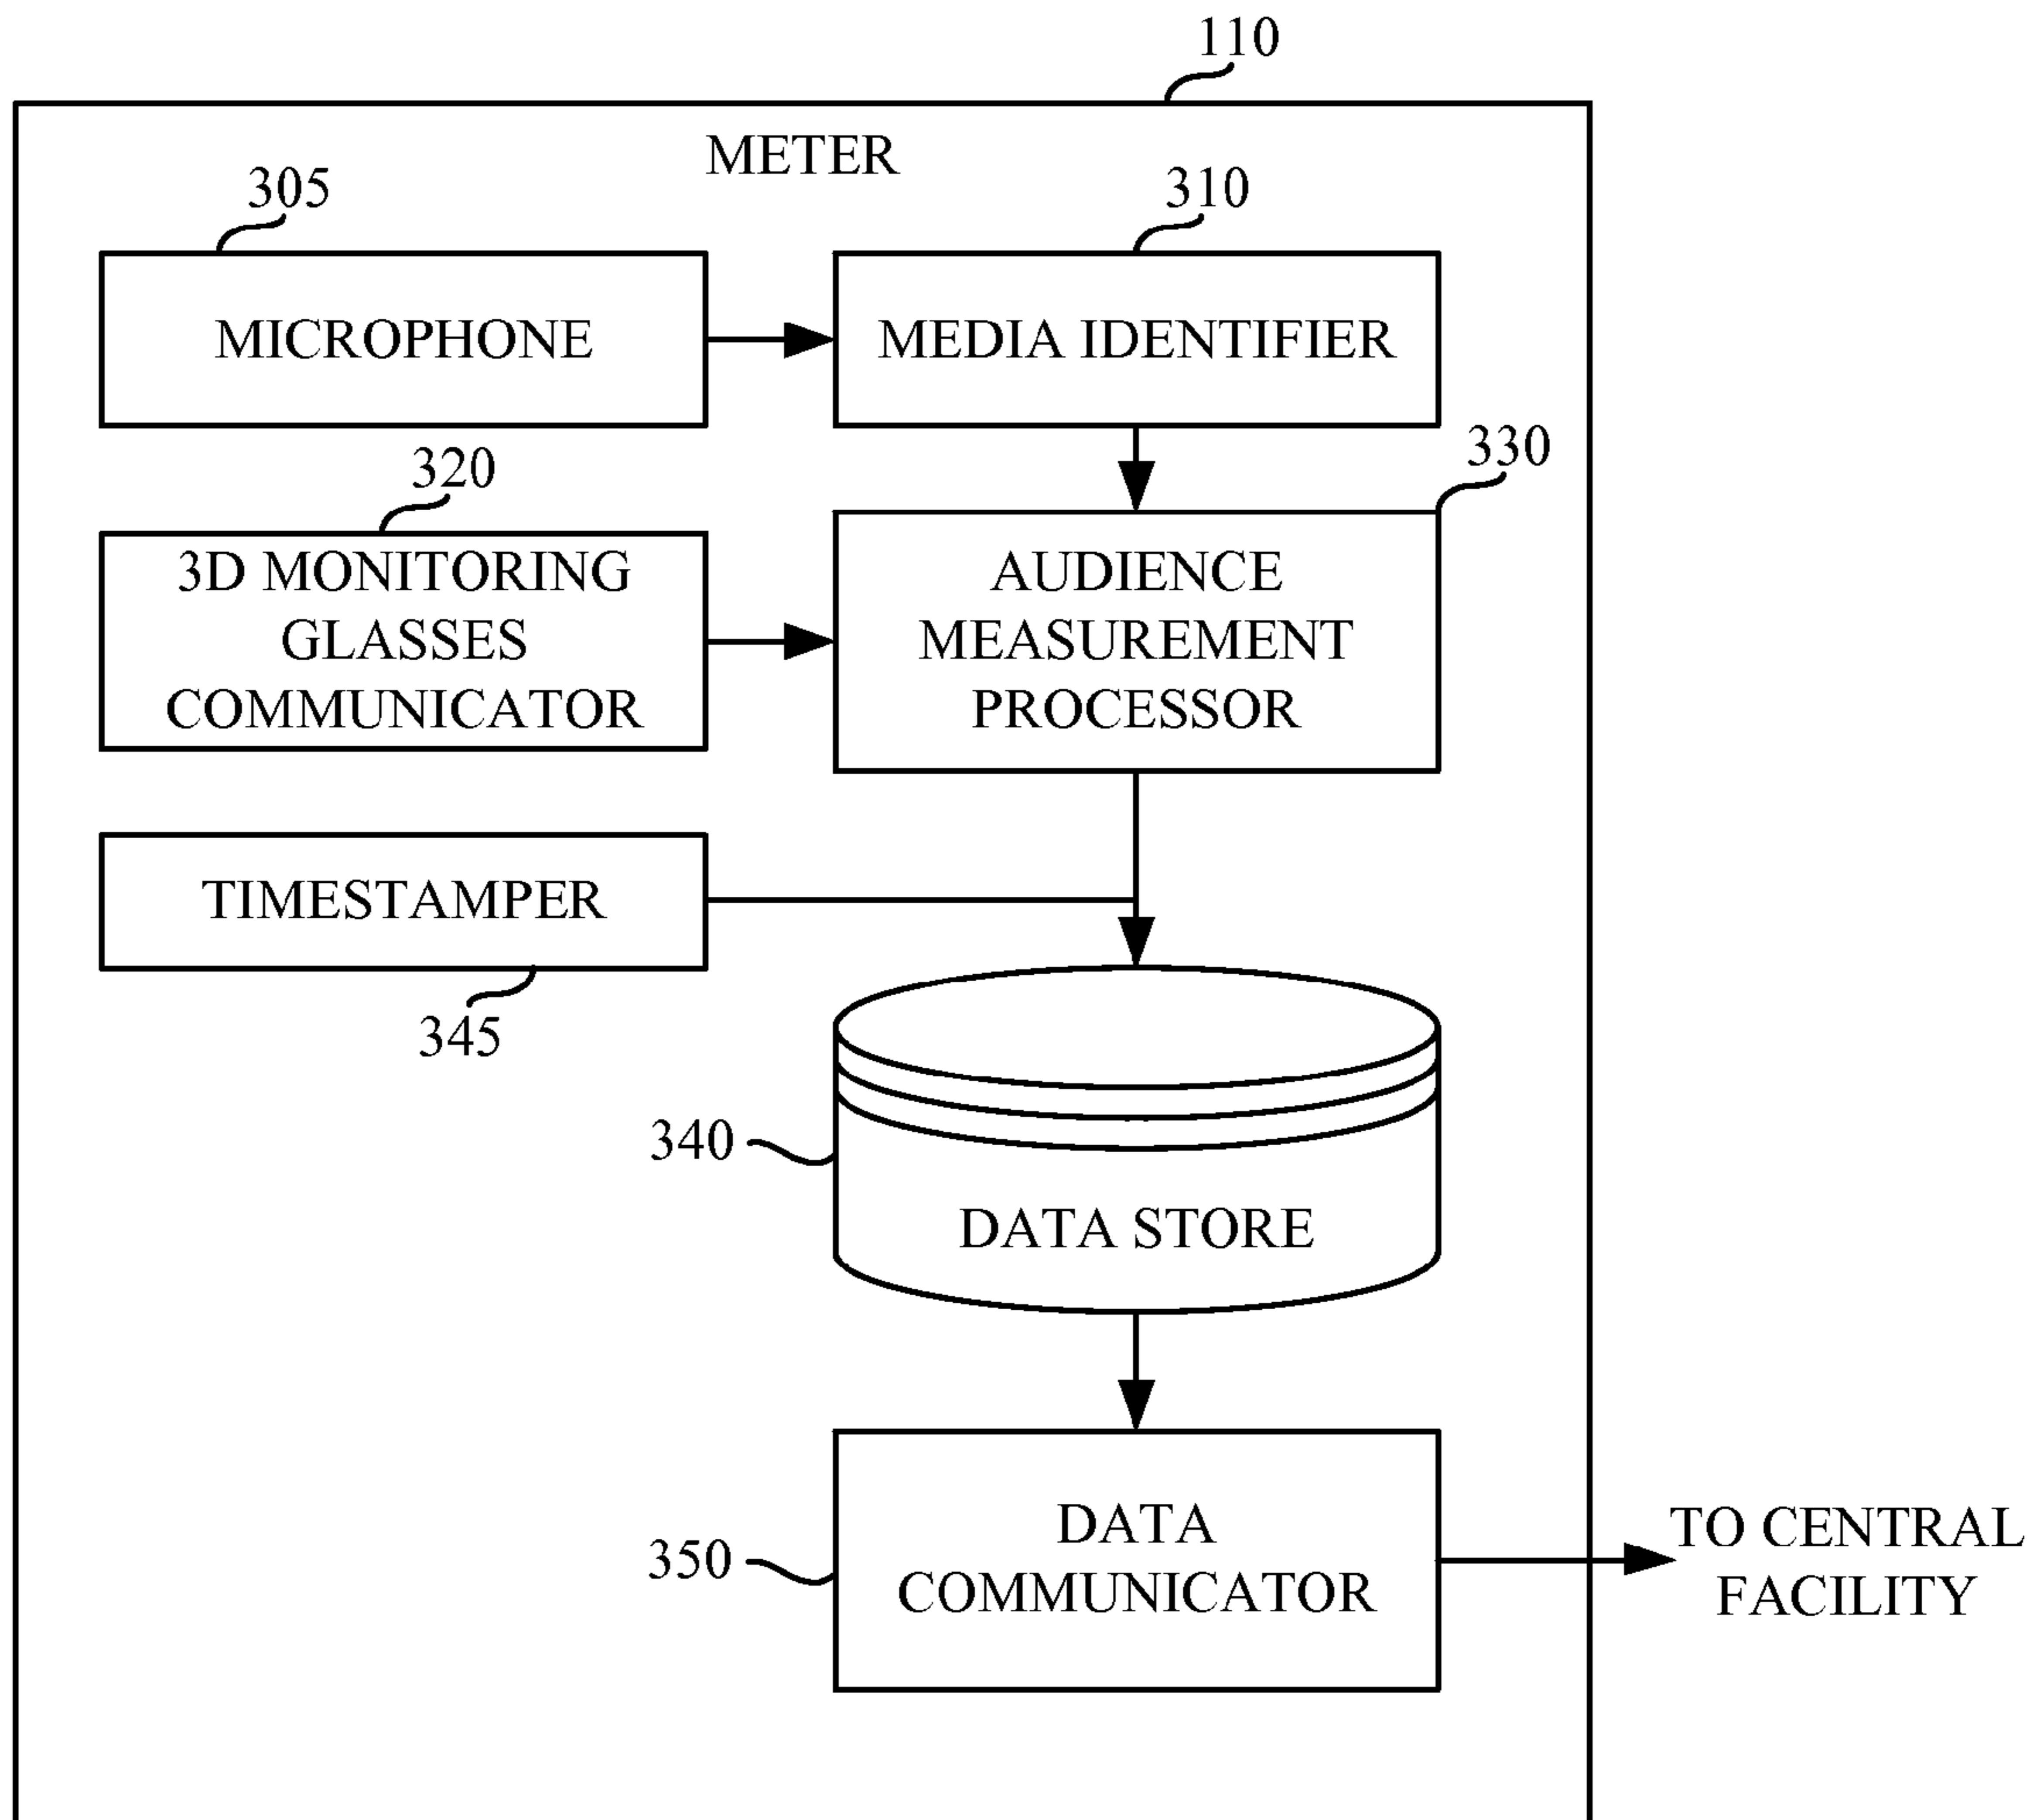 110
METER
305
310
MICROPHONE
MEDIA IDENTIFIER
320
330
3D MONITORING
GLASSES
COMMUNICATOR
AUDIENCE
MEASUREMENT
PROCESSOR
TIMESTAMPER
345
340
DATA STORE
350
DATA
COMMUNICATOR
TO CENTRAL
FACILITY